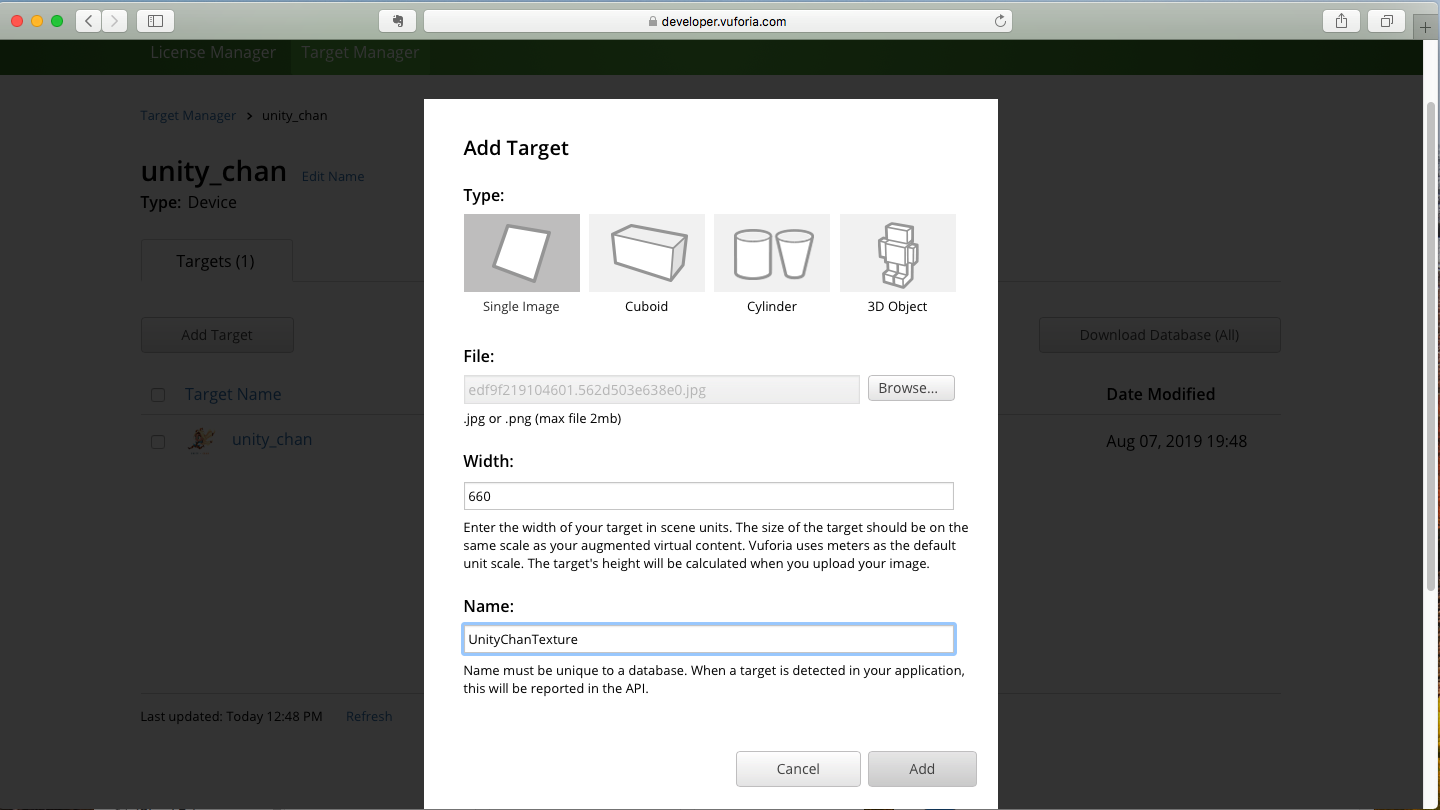 developer.vuforia.com
License Manager Target Manager
Target Manager > unity_chan
unity_chan Edit Name
Type: Device
Targets (1)
Add Target
Download Database (All)
Target Name
Date Modified
unity_chan
Aug 07, 2019 19:48
Last updated: Today 12:48 PM Refresh
Add Target
Type:
Single Image Cuboid Cylinder 3D Object
File:
edf9f219104601.562d503e638e0.jpg Browse...
.jpg or .png (max file 2mb)
Width:
660
Enter the width of your target in scene units. The size of the target should be on the
same scale as your augmented virtual content. Vuforia uses meters as the default
unit scale. The target's height will be calculated when you upload your image.
Name:
UnityChanTexture
Name must be unique to a database. When a target is detected in your application,
this will be reported in the API.
Cancel Add